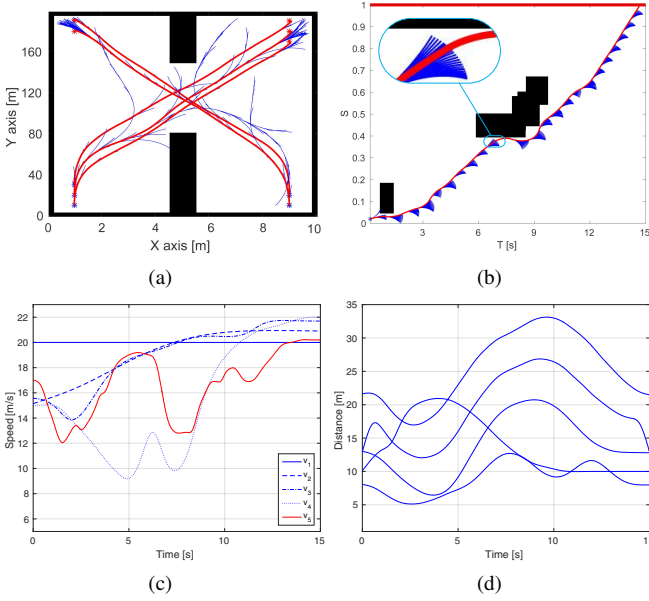 Y axis [m]
160
120
80
40
0
0 2 4 6 8 10
X axis [m]
(a)
S
1
0.9
0.8
0.7
0.6
0.5
0.4
0.3
0.2
0.1
0
3 6 9 12 15
T [s]
(b)
Speed [m/s]
22
20
18
16
14
12
10
8
6
0 5 10 15
Time [s]
v1
v2
v3
v4
v5
(c)
Distance [m]
35
30
25
20
15
10
5
0 5 10 15
Time [s]
(d)